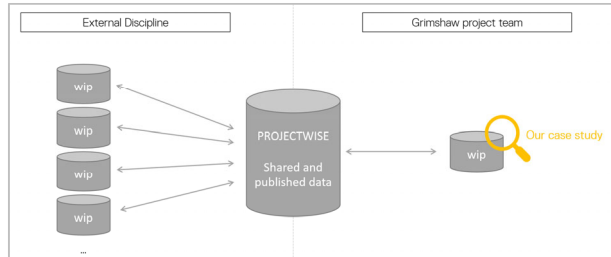 External Discipline
Grimshaw project team
wip
wip
wip
wip
...
PROJECTWISE
Shared and
published data
wip
Our case study